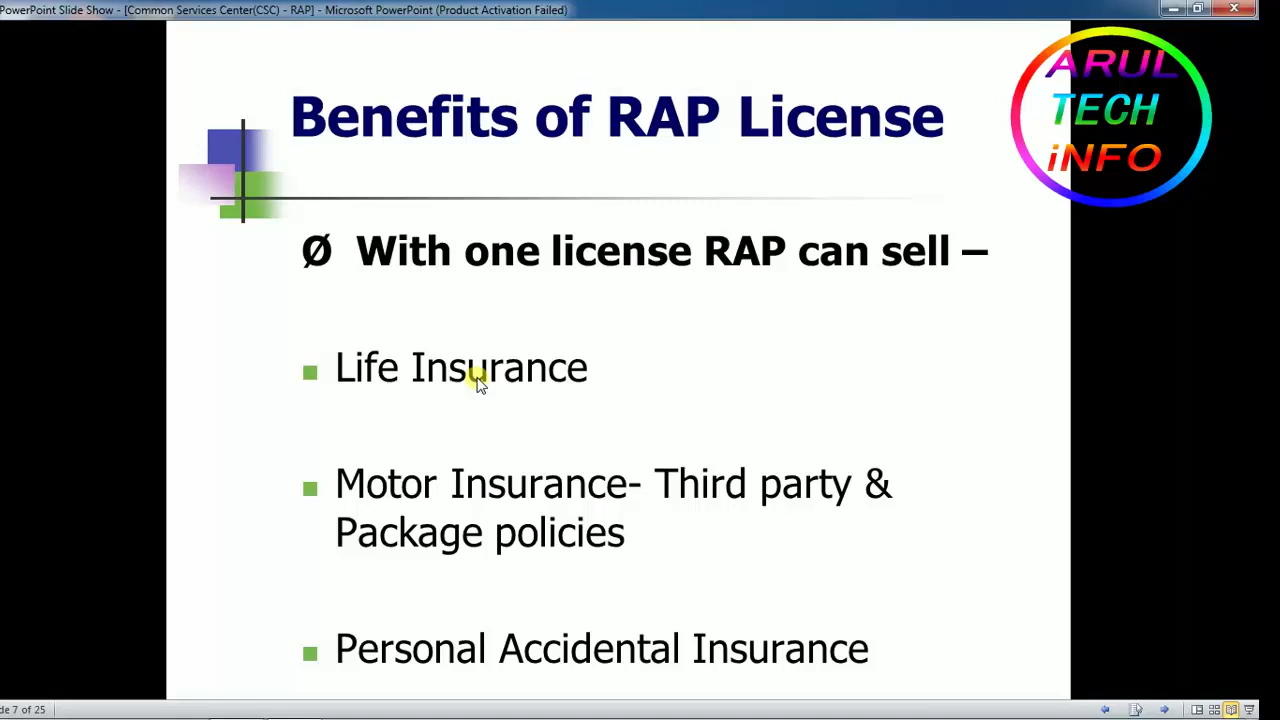 PowerPoint Slide Show - [Common Services Center(CSC) - RAP] - Microsoft PowerPoint (Product Activation Failed)
ARUL
TECH
iNFO
Benefits of RAP License
Ø With one license RAP can sell –
Life Insurance
Motor Insurance- Third party &
Package policies
Personal Accidental Insurance
de 7 of 25